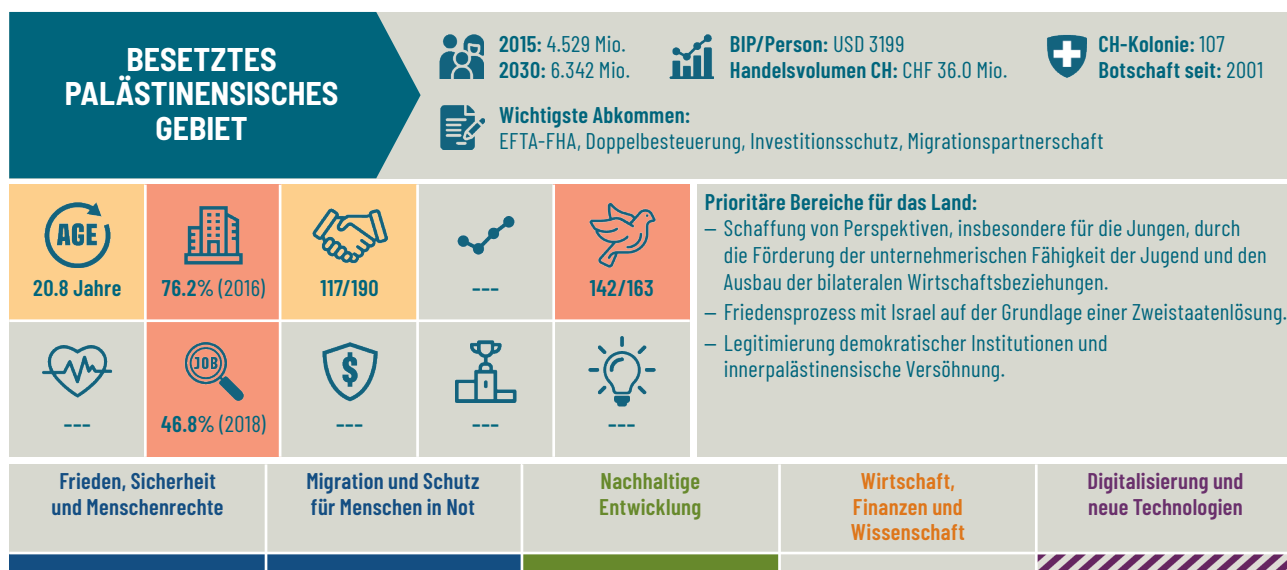 BESETZTES
PALÄSTINENSISCHES
GEBIET
2015: 4.529 Mio.
2030: 6.342 Mio.
BIP/Person: USD 3199
Handelsvolumen CH: CHF 36.0 Mio.
CH-Kolonie: 107
Botschaft seit: 2001
Wichtigste Abkommen:
EFTA-FHA, Doppelbesteuerung, Investitionsschutz, Migrationspartnerschaft
AGE
20.8 Jahre
76.2% (2016)
117/190
---
142/163
---
JOB
46.8% (2018)
$
---
---
---
Prioritäre Bereiche für das Land:
– Schaffung von Perspektiven, insbesondere für die Jungen, durch
die Förderung der unternehmerischen Fähigkeit der Jugend und den
Ausbau der bilateralen Wirtschaftsbeziehungen.
– Friedensprozess mit Israel auf der Grundlage einer Zweistaatenlösung.
– Legitimierung demokratischer Institutionen und
innerpalästinensische Versöhnung.
Frieden, Sicherheit
und Menschenrechte
Migration und Schutz
für Menschen in Not
Nachhaltige
Entwicklung
Wirtschaft,
Finanzen und
Wissenschaft
Digitalisierung und
neue Technologien